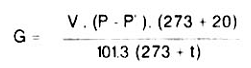 G = V . (P - P'). (273 + 20)
101.3 (273 + t)